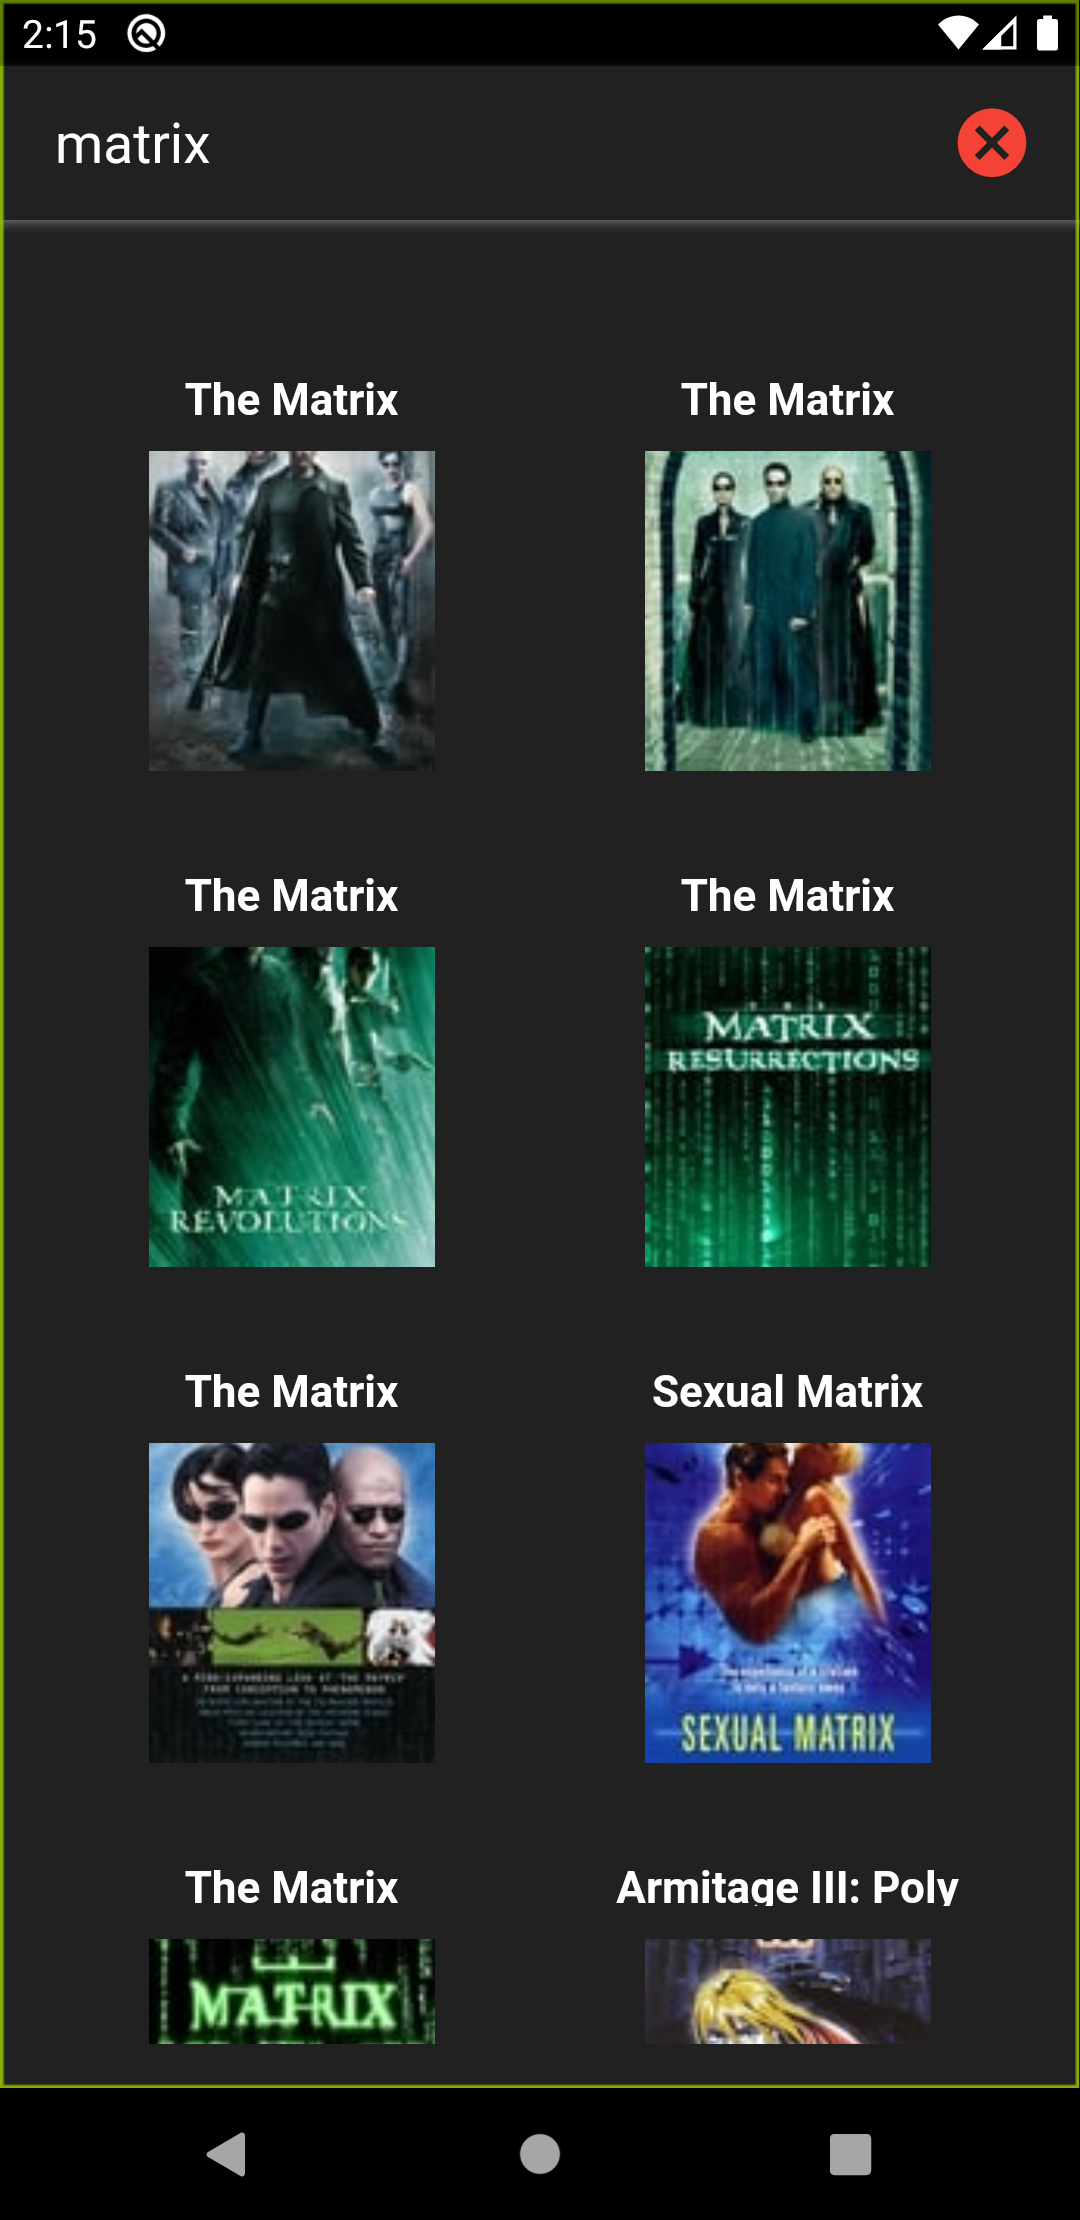 2:15
matrix
The Matrix
The Matrix
The Matrix
The Matrix
MATRIX
REVOLUTIONS
THE
MATRIX
RESURRECTIONS
The Matrix
Sexual Matrix
SEXUAL MATRIX
The Matrix
Armitage III: Poly
MATRIX